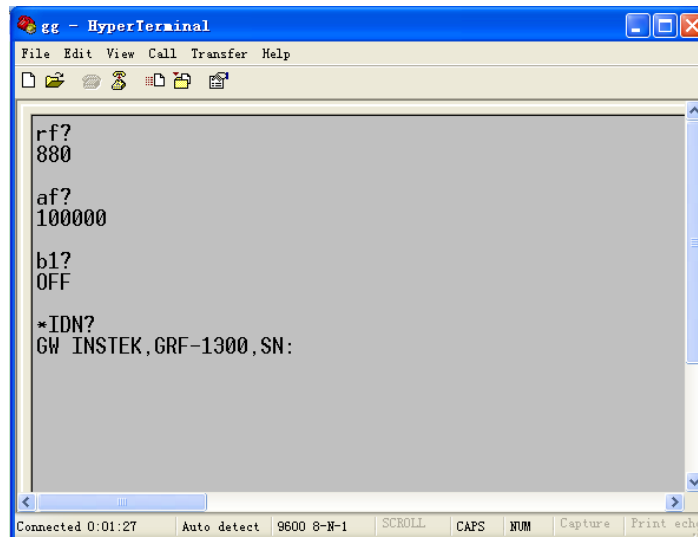 gg - HyperTerminal
File Edit View Call Transfer Help
rf?
880
af?
100000
b1?
OFF
*IDN?
GW INSTEK,GRF-1300,SN:
Connected 0:01:27 Auto detect 9600 8-N-1 SCROLL CAPS NUM Capture Print echo